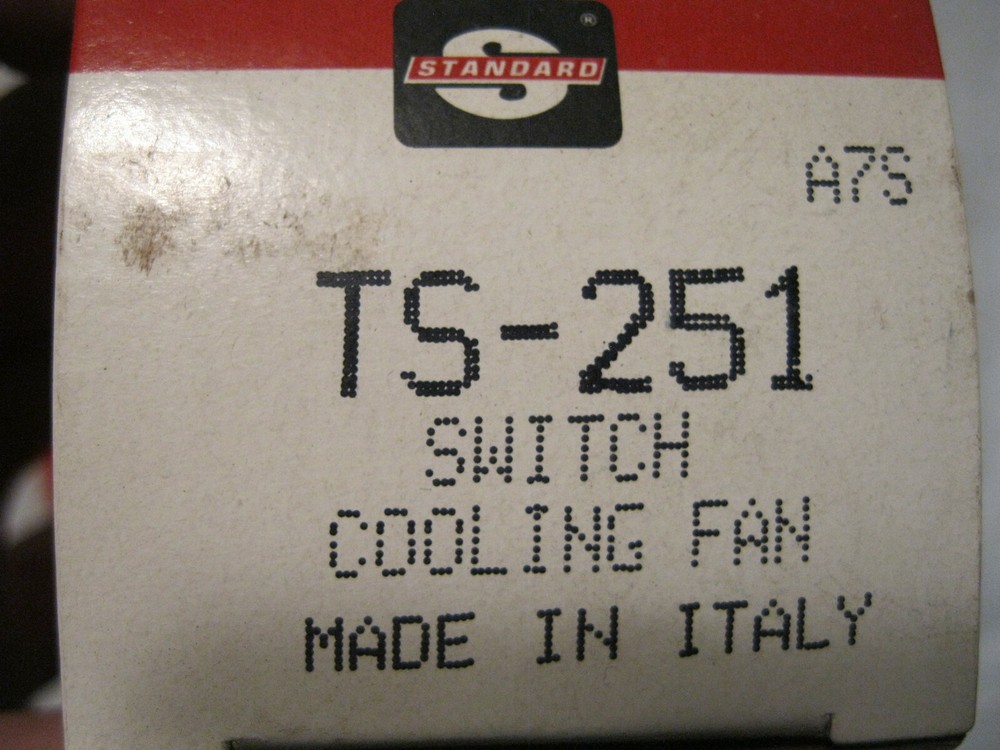 ®
STANDARD
A7S
TS-251
SWITCH
COOLING FAN
MADE IN ITALY